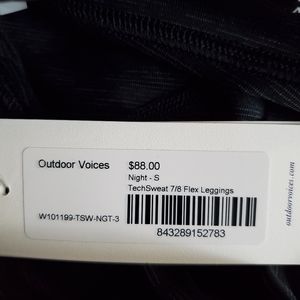 Outdoor Voices
$88.00
Night - S
TechSweat 7/8 Flex Leggings
W101199-TSW-NGT-3
843289152783
outdoorvoices.com